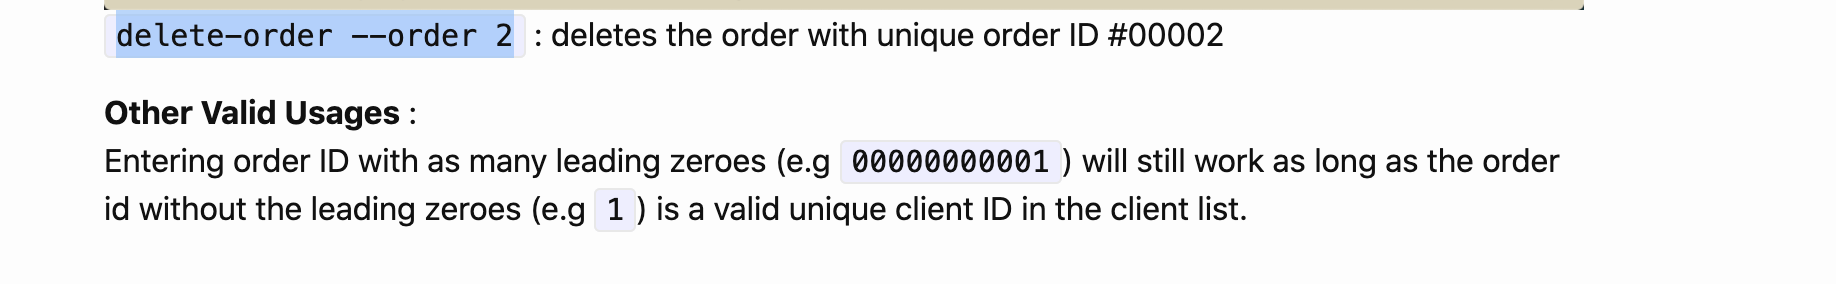 delete-order --order 2 : deletes the order with unique order ID #00002
Other Valid Usages :
Entering order ID with as many leading zeroes (e.g 00000000001 ) will still work as long as the order
id without the leading zeroes (e.g 1 ) is a valid unique client ID in the client list.